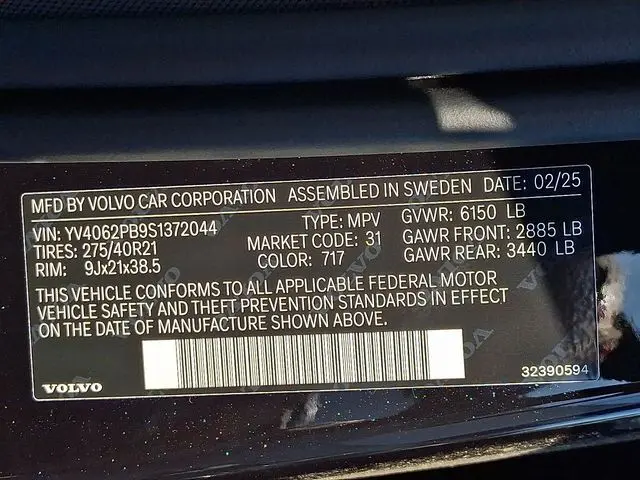 MFD BY VOLVO CAR CORPORATION ASSEMBLED IN SWEDEN DATE: 02/25
VIN: YV4062PB9S1372044 TYPE: MPV GVWR: 6150 LB
TIRES: 275/40R21 MARKET CODE: 31 GAWR FRONT: 2885 LB
RIM: 9Jx21x38.5 COLOR: 717 GAWR REAR: 3440 LB
THIS VEHICLE CONFORMS TO ALL APPLICABLE FEDERAL MOTOR
VEHICLE SAFETY AND THEFT PREVENTION STANDARDS IN EFFECT
ON THE DATE OF MANUFACTURE SHOWN ABOVE.
VOLVO 32390594